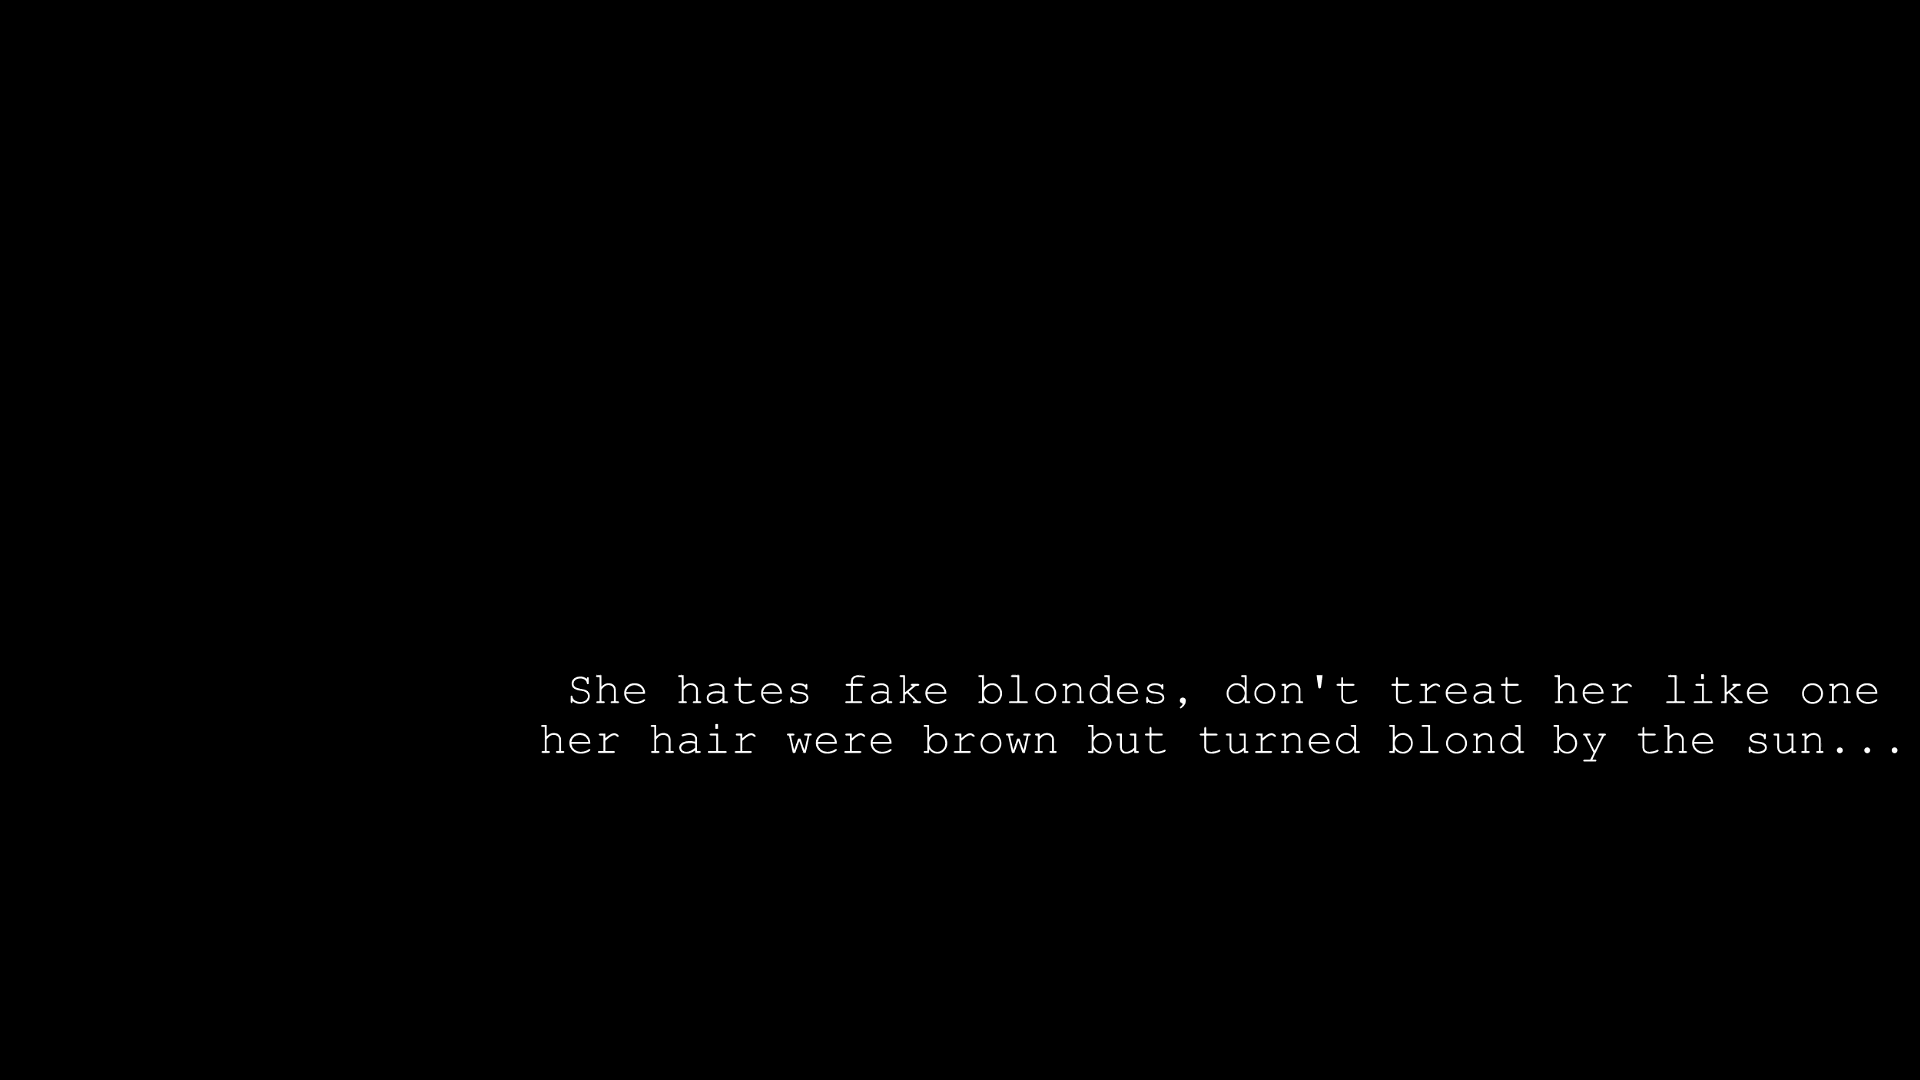 She hates fake blondes, don't treat her like one
her hair were brown but turned blond by the sun...